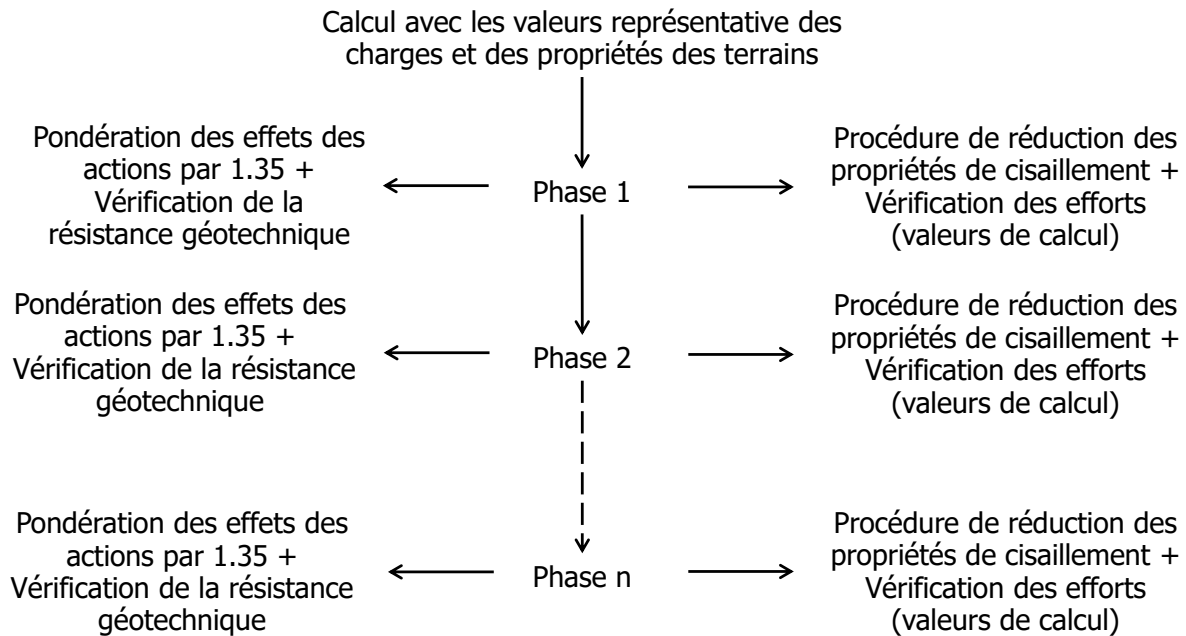 Calcul avec les valeurs représentative des
charges et des propriétés des terrains
Pondération des effets des
actions par 1.35 +
Vérification de la
résistance géotechnique
Phase 1
Procédure de réduction des
propriétés de cisaillement +
Vérification des efforts
(valeurs de calcul)
Pondération des effets des
actions par 1.35 +
Vérification de la résistance
géotechnique
Phase 2
Procédure de réduction des
propriétés de cisaillement +
Vérification des efforts
(valeurs de calcul)
Pondération des effets des
actions par 1.35 +
Vérification de la résistance
géotechnique
Phase n
Procédure de réduction des
propriétés de cisaillement +
Vérification des efforts
(valeurs de calcul)